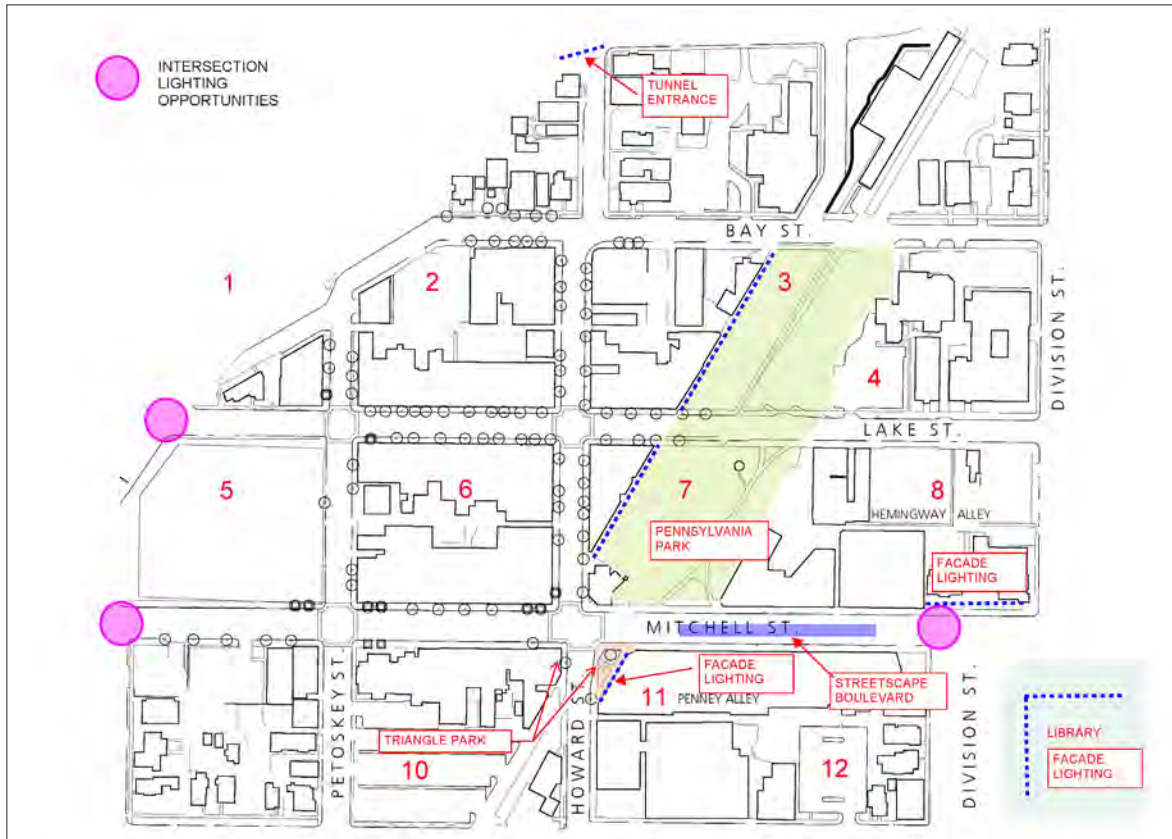 INTERSECTION
LIGHTING
OPPORTUNITIES
TUNNEL
ENTRANCE
BAY ST.
1
2
3
DIVISION ST.
4
LAKE ST.
5
6
7
8
HEMINGWAY ALLEY
PENNSYLVANIA
PARK
FACADE
LIGHTING
MITCHELL ST.
PETOSKEY ST.
HOWARD ST.
FACADE
LIGHTING
STREETSCAPE
BOULEVARD
11
PENNEY ALLEY
TRIANGLE PARK
10
12
DIVISION ST.
LIBRARY
FACADE
LIGHTING